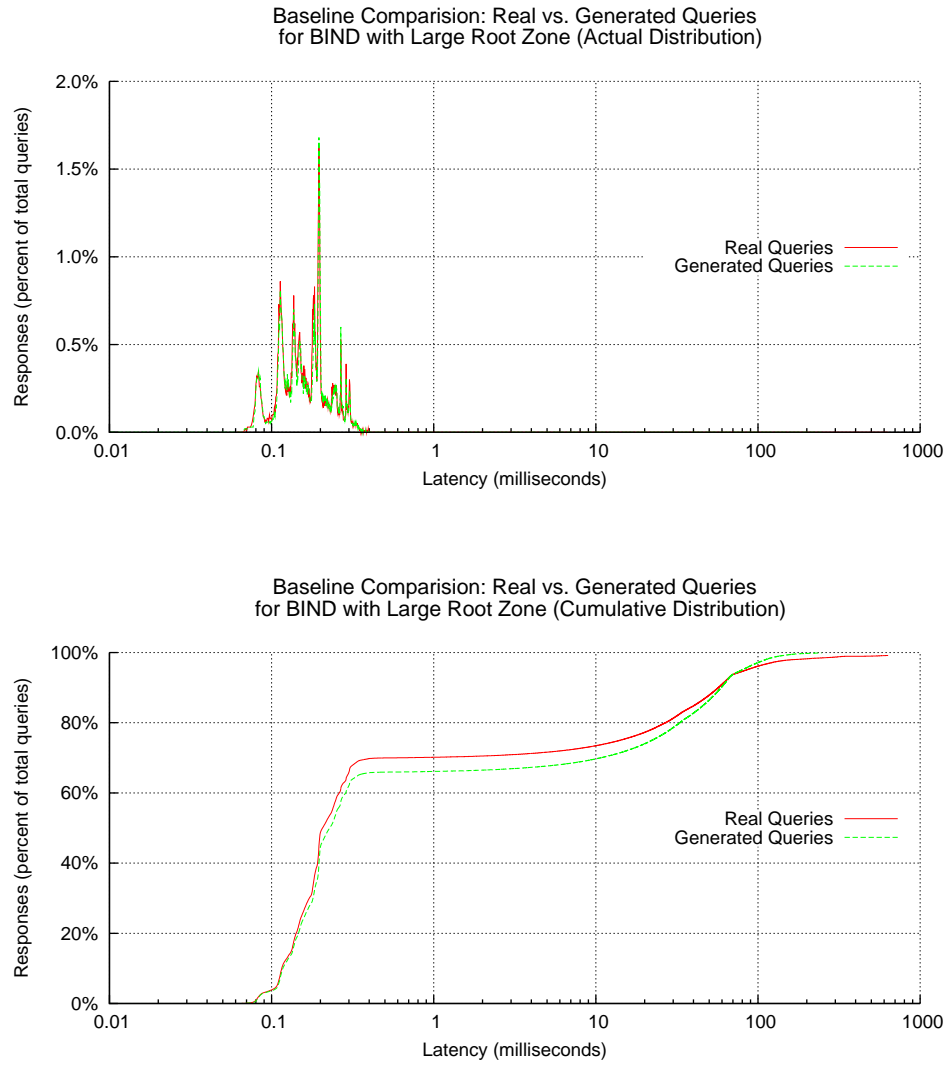 Baseline Comparision: Real vs. Generated Queries
for BIND with Large Root Zone (Actual Distribution)
2.0%
1.5%
1.0%
0.5%
0.0%
Responses (percent of total queries)
Real Queries
Generated Queries
0.01 0.1 1 10 100 1000
Latency (milliseconds)
Baseline Comparision: Real vs. Generated Queries
for BIND with Large Root Zone (Cumulative Distribution)
100%
80%
60%
40%
20%
0%
Responses (percent of total queries)
Real Queries
Generated Queries
0.01 0.1 1 10 100 1000
Latency (milliseconds)